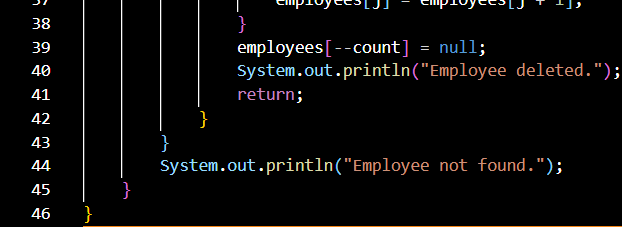 37 employees[j] = employees[j + 1];
38 }
39 employees[--count] = null;
40 System.out.println("Employee deleted.");
41 return;
42 }
43 }
44 System.out.println("Employee not found.");
45 }
46 }